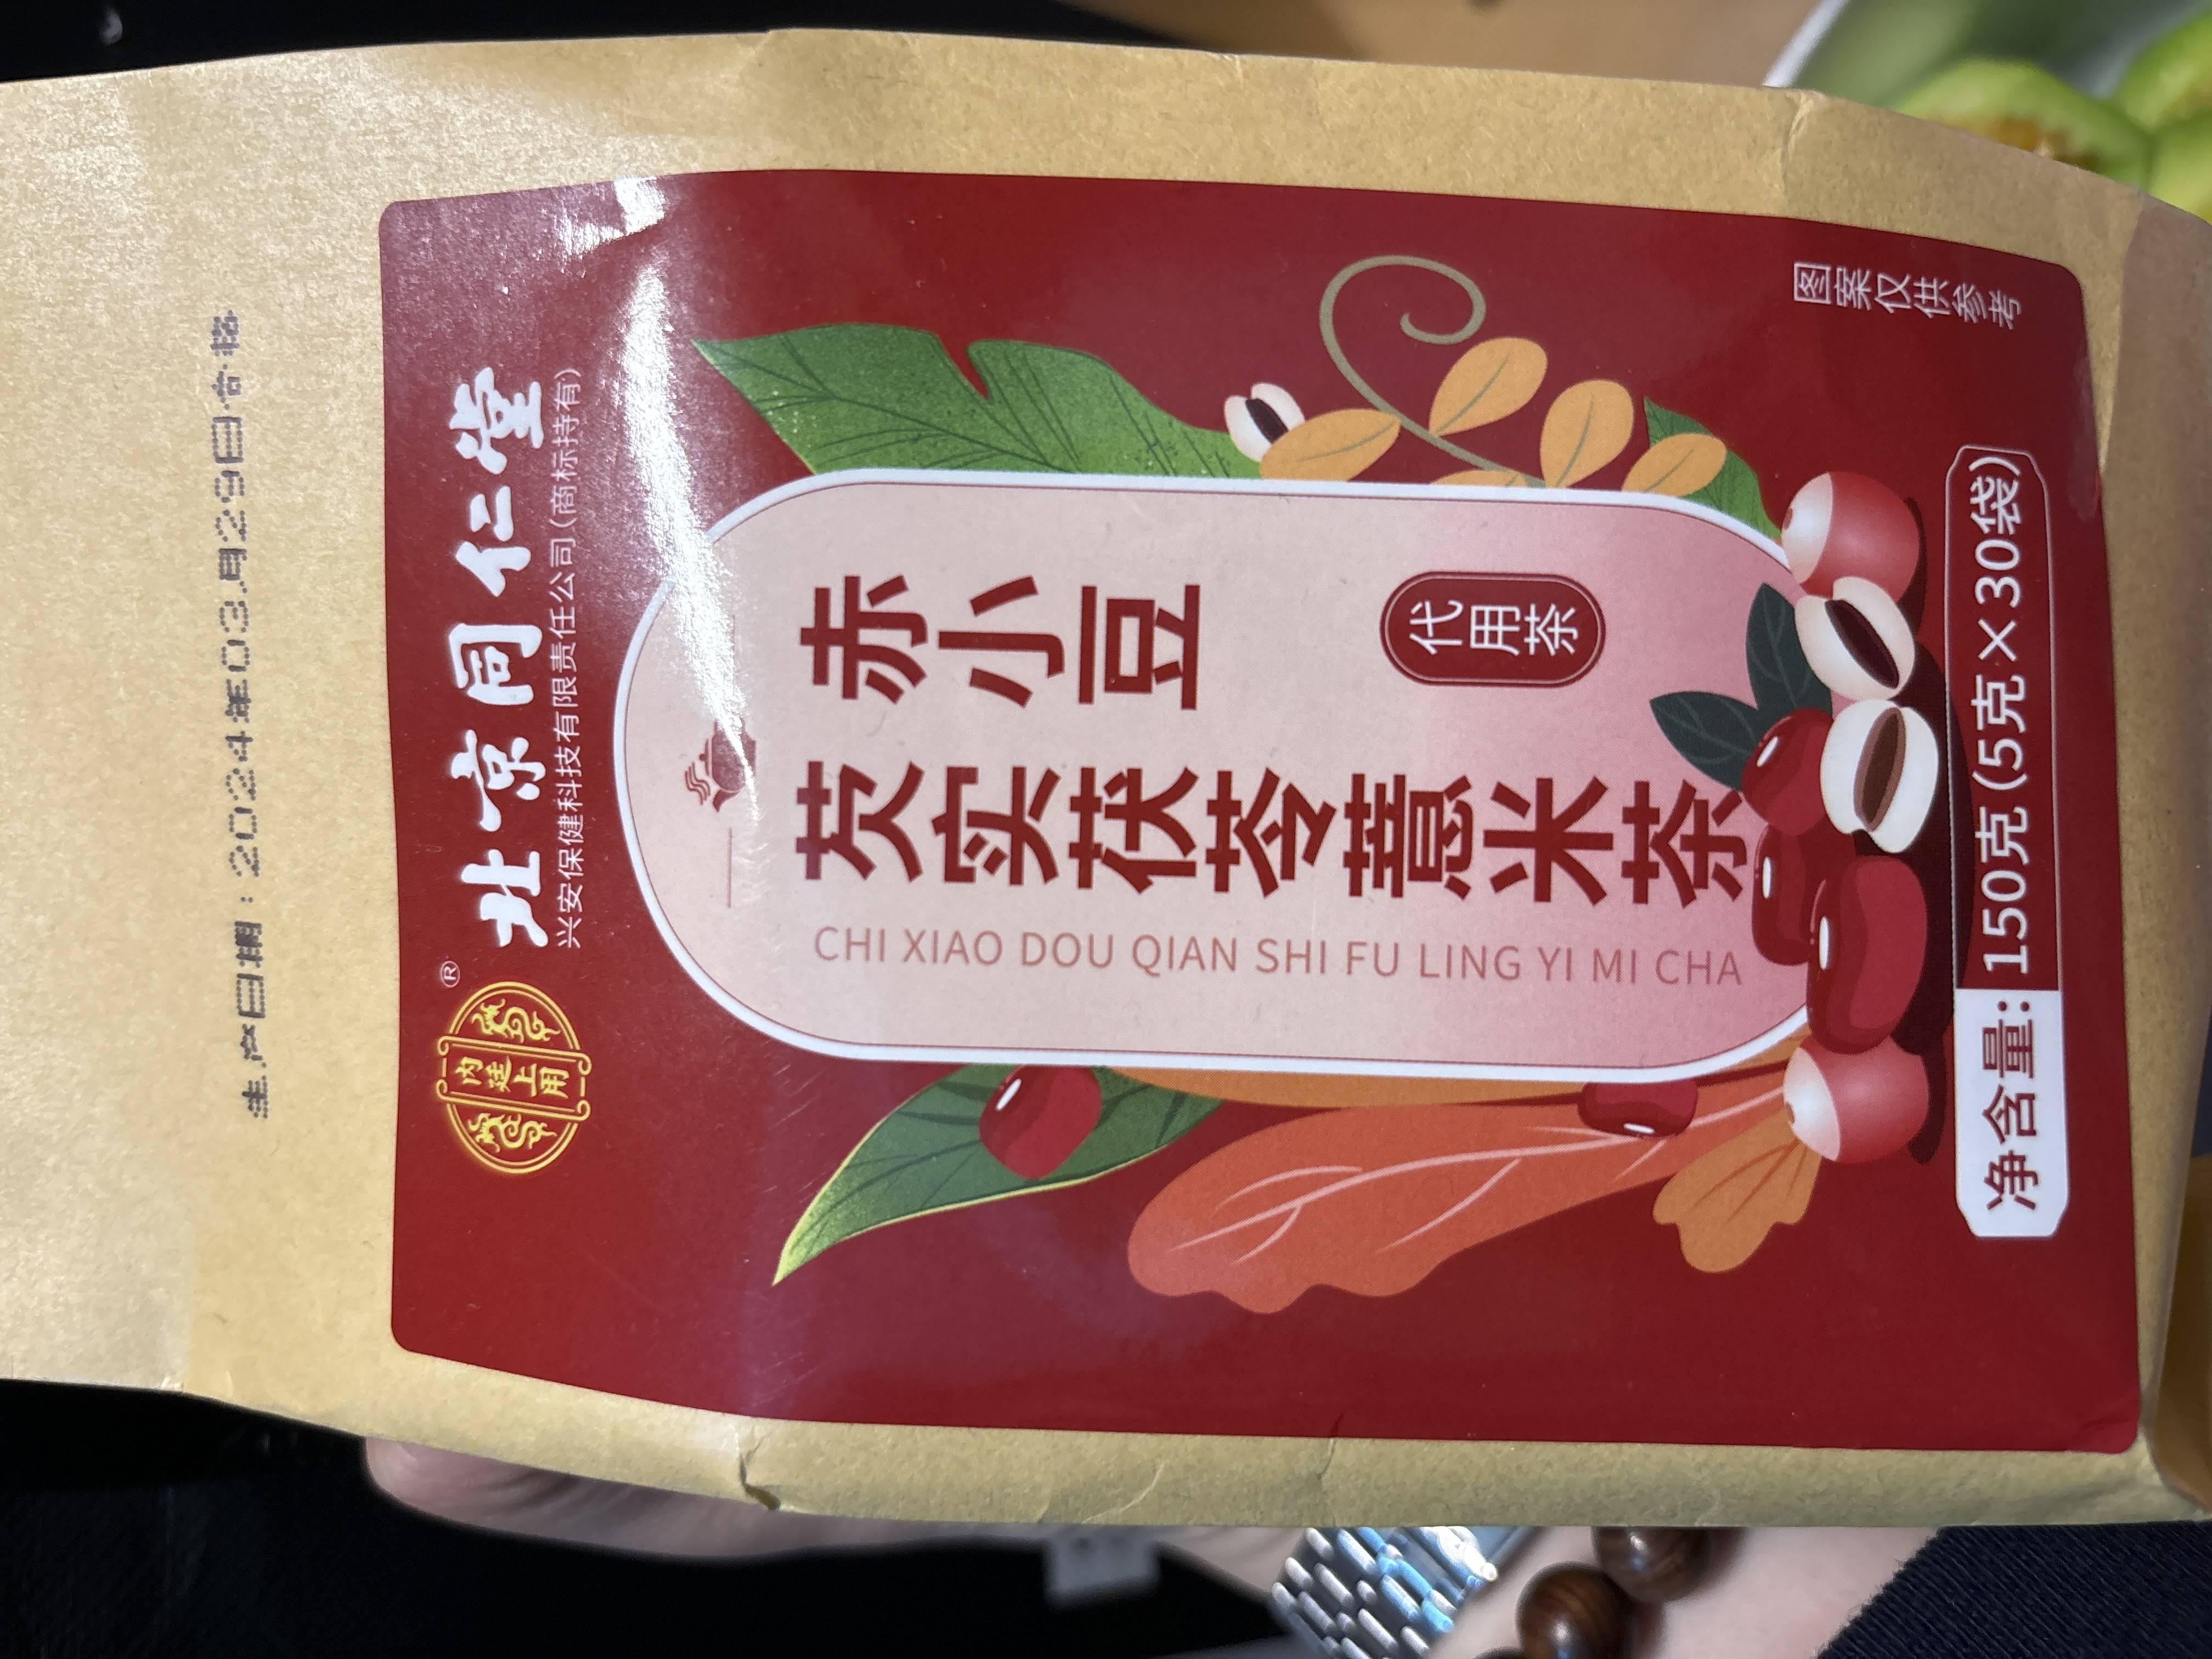 生产日期：2024年03月29日合格
内廷上用
®
北京同仁堂
兴安保健科技有限责任公司(商标持有)
赤小豆
芡实茯苓薏米茶
CHI XIAO DOU QIAN SHI FU LING YI MI CHA
代用茶
净含量: 150克 (5克×30袋)
图案仅供参考